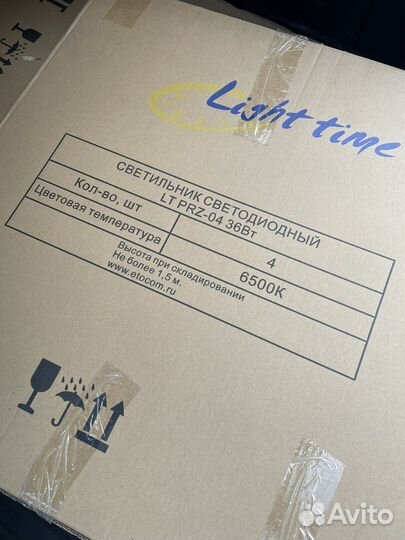 Light time
СВЕТИЛЬНИК СВЕТОДИОДНЫЙ
LT PRZ-04 36Вт
Кол-во, шт 4
Цветовая температура 6500К
Высота при складировании
Не более 1,5 м.
www.etocom.ru
Avito